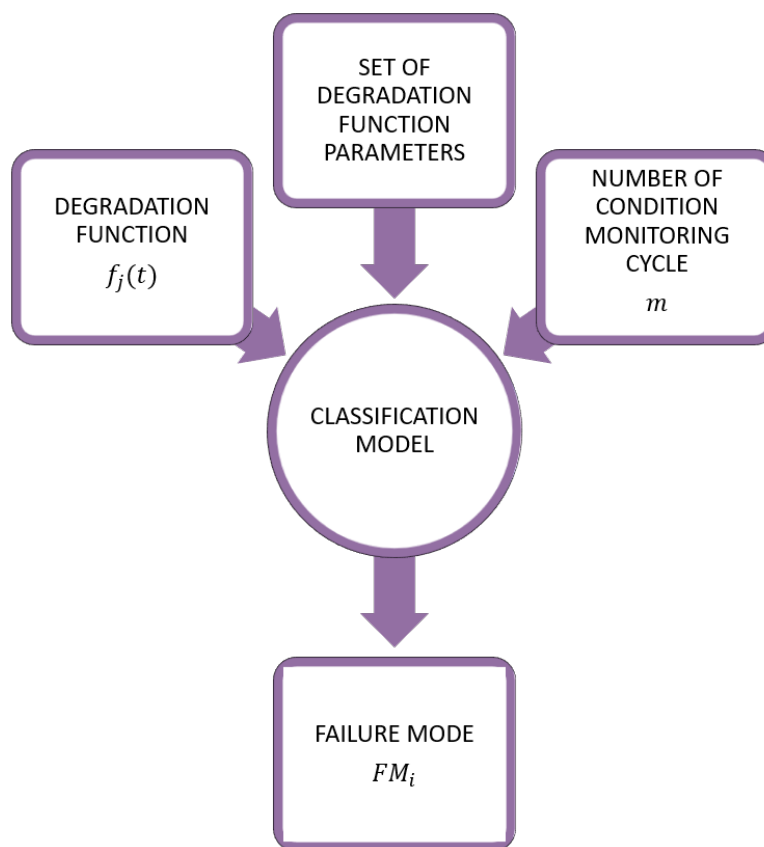 SET OF
DEGRADATION
FUNCTION
PARAMETERS
DEGRADATION
FUNCTION
f_j(t)
NUMBER OF
CONDITION
MONITORING
CYCLE
m
CLASSIFICATION
MODEL
FAILURE MODE
FM_i